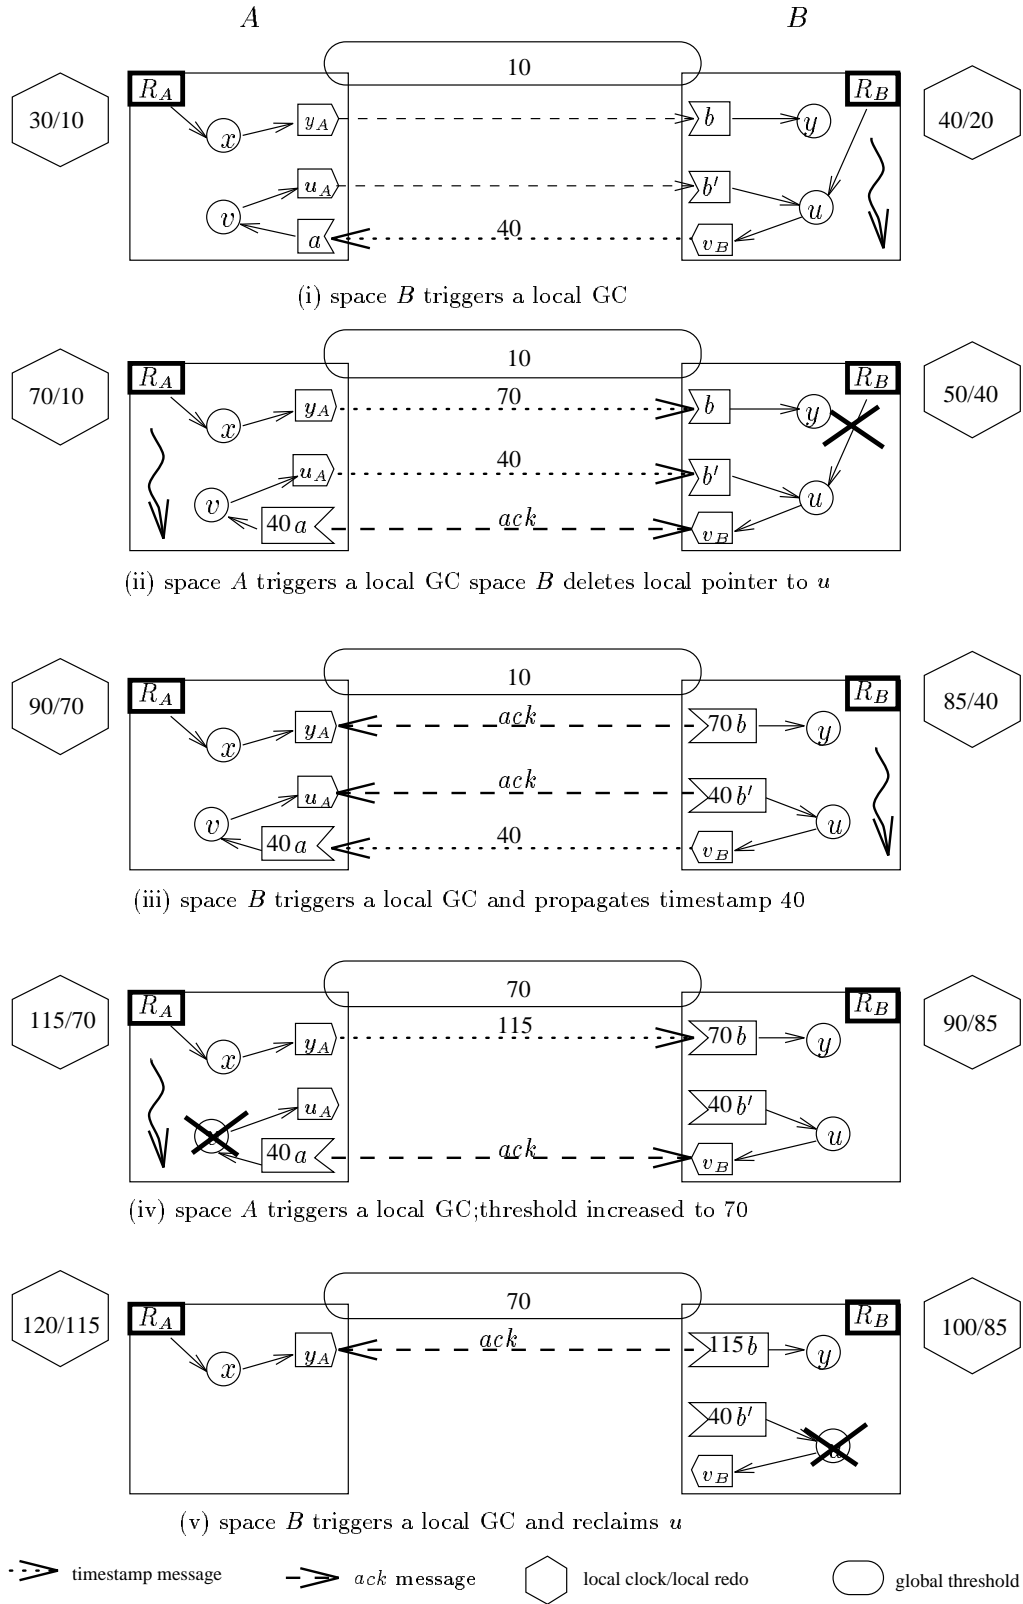 A B
10
R_A R_B
30/10 x y_A b y 40/20
v u_A b′ u
a 40 v_B
(i) space B triggers a local GC
10
R_A R_B
70/10 x y_A 70 b y 50/40
v u_A 40 b′ u
40 a ack v_B
(ii) space A triggers a local GC space B deletes local pointer to u
10
R_A R_B
90/70 x y_A ack 70 b y 85/40
v u_A ack 40 b′ u
40 a 40 v_B
(iii) space B triggers a local GC and propagates timestamp 40
70
R_A R_B
115/70 x y_A 115 70 b y 90/85
u_A 40 b′ u
40 a ack v_B
(iv) space A triggers a local GC;threshold increased to 70
70
R_A R_B
120/115 x y_A ack 115 b y 100/85
40 b′
v_B
(v) space B triggers a local GC and reclaims u
timestamp message ack message local clock/local redo global threshold